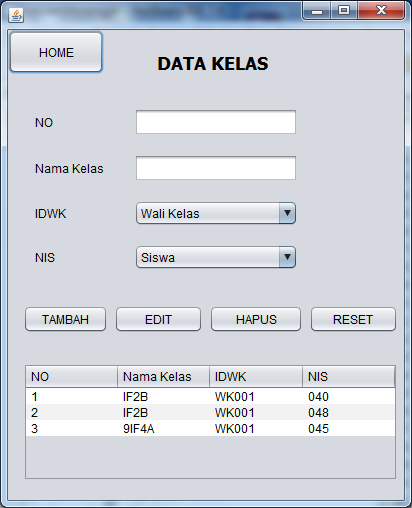 HOME
DATA KELAS
NO
Nama Kelas
IDWK Wali Kelas
NIS Siswa
TAMBAH EDIT HAPUS RESET
NO Nama Kelas IDWK NIS
1 IF2B WK001 040
2 IF2B WK001 048
3 9IF4A WK001 045